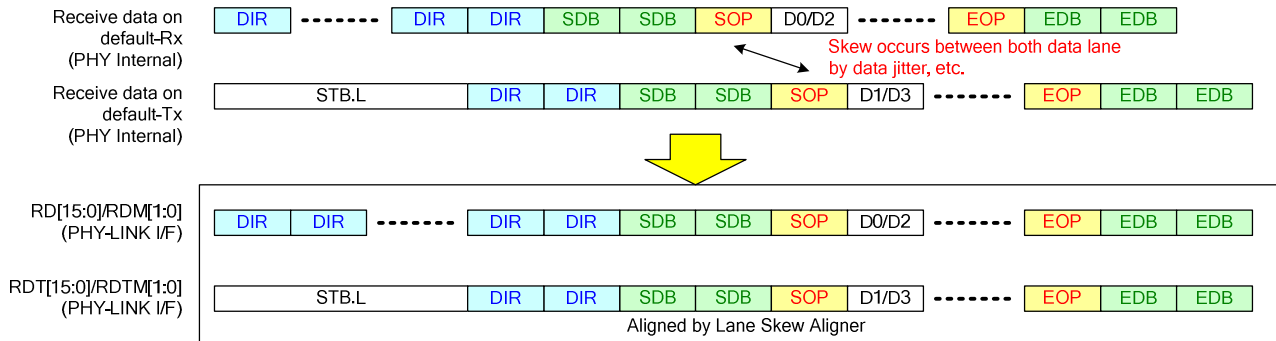 Receive data on
default-Rx
(PHY Internal)
DIR DIR DIR SDB SDB SOP D0/D2 EOP EDB EDB
Skew occurs between both data lane
by data jitter, etc.
Receive data on
default-Tx
(PHY Internal)
STB.L DIR DIR SDB SDB SOP D1/D3 EOP EDB EDB
RD[15:0]/RDM[1:0]
(PHY-LINK I/F)
DIR DIR DIR DIR SDB SDB SOP D0/D2 EOP EDB EDB
RDT[15:0]/RDTM[1:0]
(PHY-LINK I/F)
STB.L DIR DIR SDB SDB SOP D1/D3 EOP EDB EDB
Aligned by Lane Skew Aligner